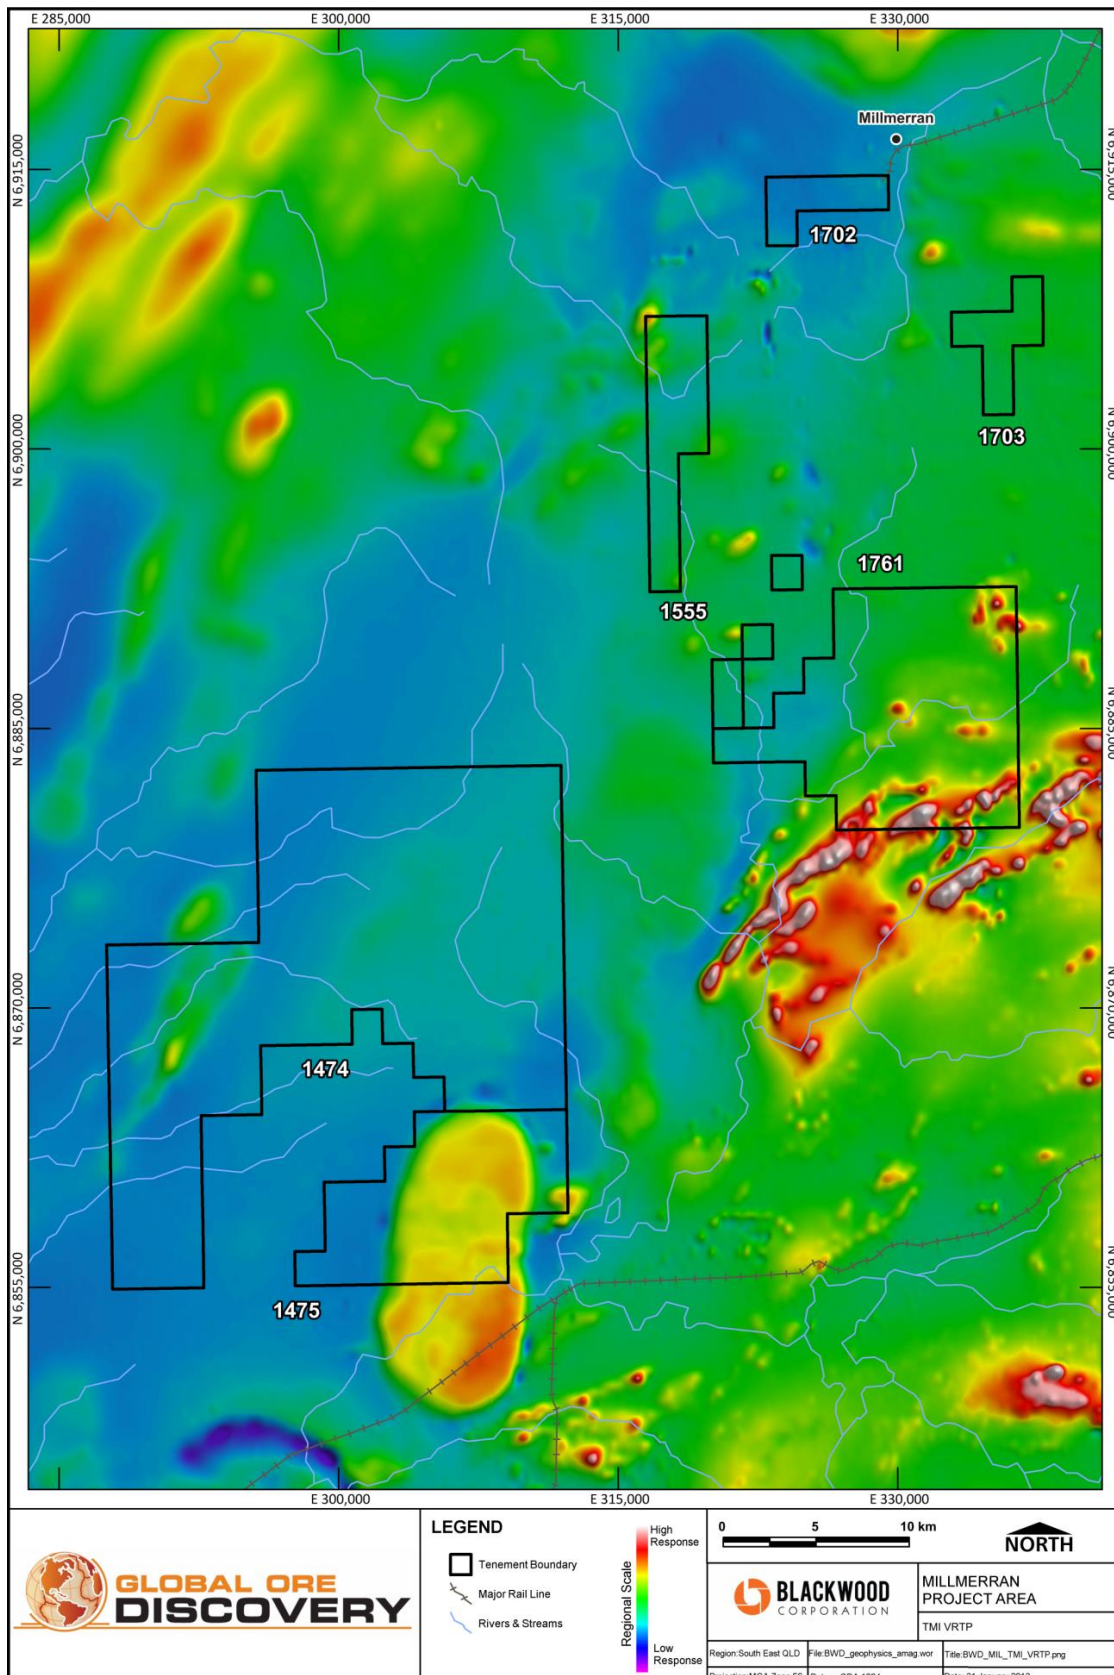 E 285,000
E 300,000
E 315,000
E 330,000
N 6,915,000
N 6,915,000
Millmerran
1702
1703
N 6,900,000
N 6,900,000
1761
1555
N 6,885,000
N 6,885,000
N 6,870,000
N 6,870,000
1474
N 6,855,000
N 6,855,000
1475
E 300,000
E 315,000
E 330,000
GLOBAL ORE
DISCOVERY
LEGEND
Tenement Boundary
Major Rail Line
Rivers & Streams
Regional Scale
High
Response
Low
Response
0 5 10 km
NORTH
BLACKWOOD
CORPORATION
MILLMERRAN
PROJECT AREA
TMI VRTP
Region:South East QLD
File:BWD_geophysics_amag.wor
Title:BWD_MIL_TMI_VRTP.png